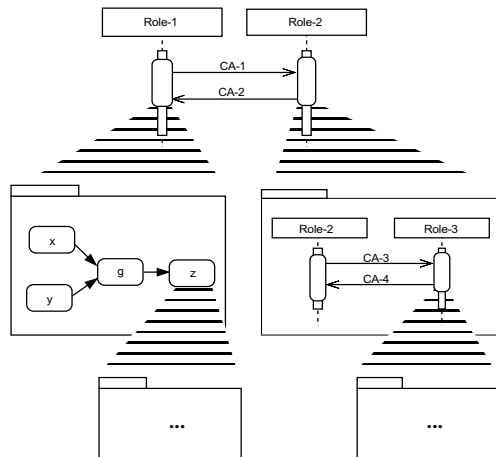 Role-1 Role-2
CA-1
CA-2
Role-2 Role-3
x
CA-3
g
z
CA-4
y
... ...